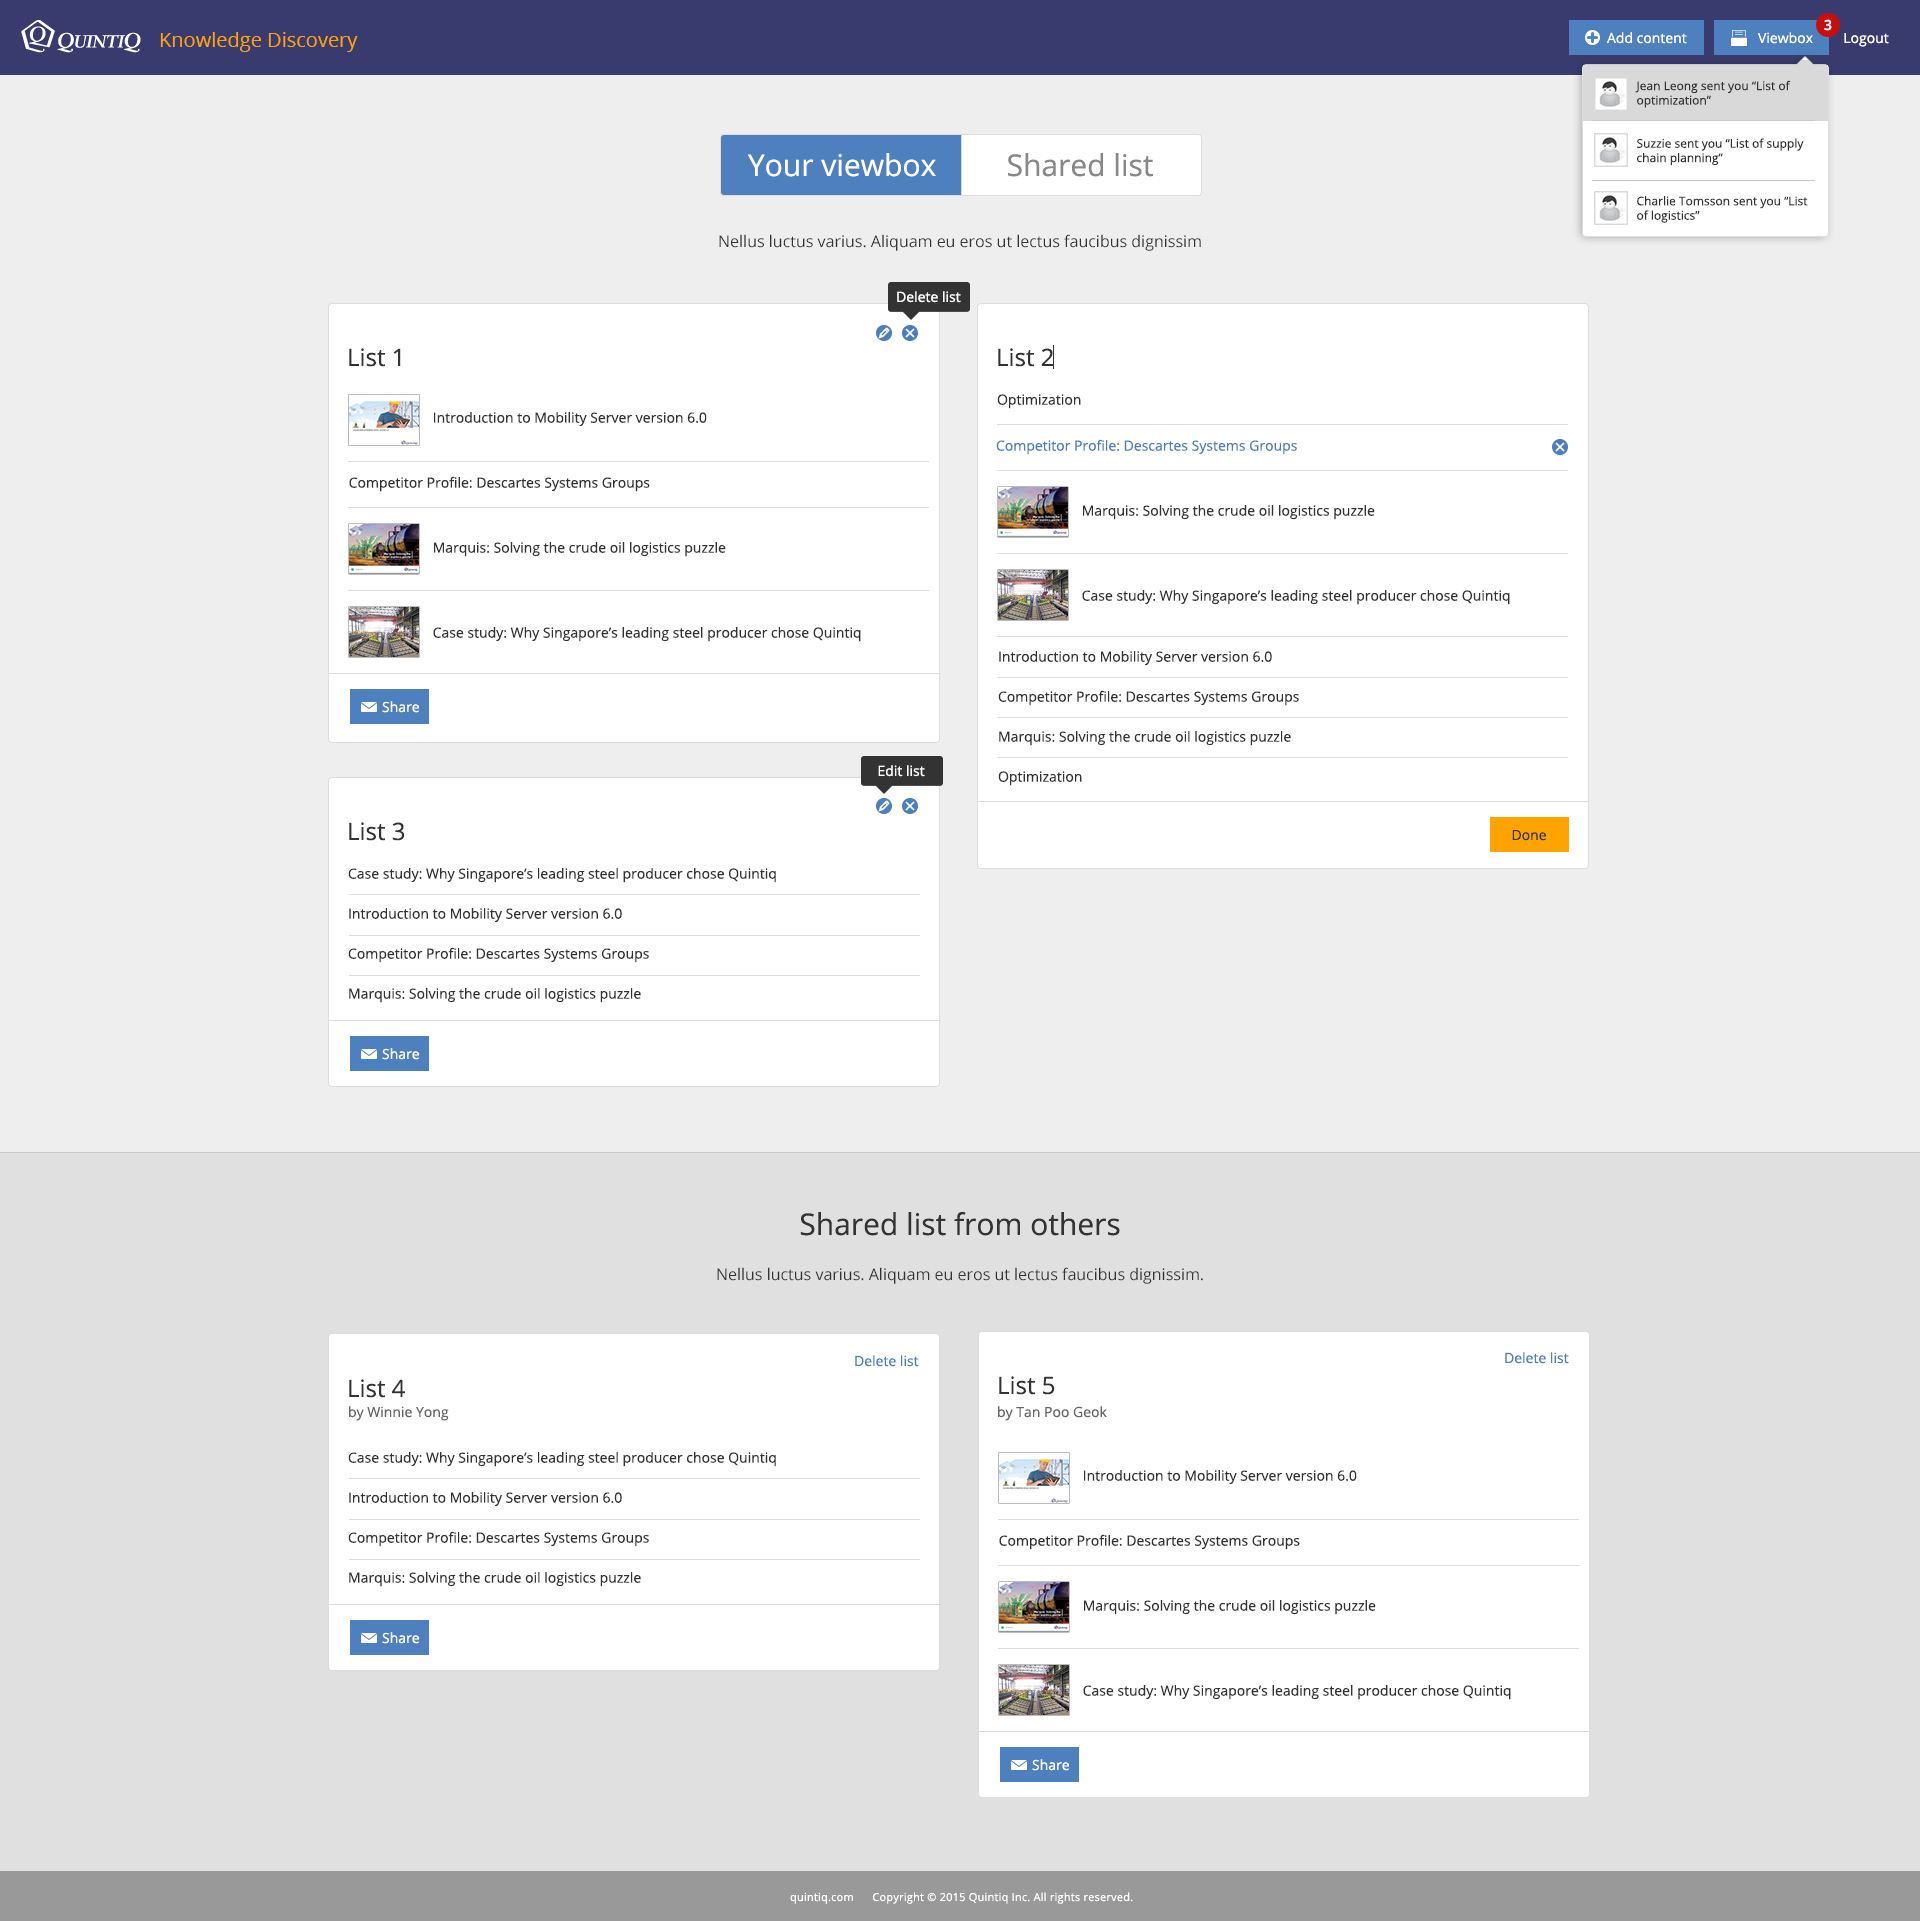 QUINTIQ Knowledge Discovery
Add content
Viewbox
3
Logout
Jean Leong sent you “List of
optimization”
Suzzie sent you “List of supply
chain planning”
Charlie Tomsson sent you “List
of logistics”
Your viewbox
Shared list
Nellus luctus varius. Aliquam eu eros ut lectus faucibus dignissim
Delete list
List 1
Introduction to Mobility Server version 6.0
Competitor Profile: Descartes Systems Groups
Marquis: Solving the crude oil logistics puzzle
Case study: Why Singapore’s leading steel producer chose Quintiq
Share
List 2
Optimization
Competitor Profile: Descartes Systems Groups
Marquis: Solving the crude oil logistics puzzle
Case study: Why Singapore’s leading steel producer chose Quintiq
Introduction to Mobility Server version 6.0
Competitor Profile: Descartes Systems Groups
Marquis: Solving the crude oil logistics puzzle
Optimization
Done
Edit list
List 3
Case study: Why Singapore’s leading steel producer chose Quintiq
Introduction to Mobility Server version 6.0
Competitor Profile: Descartes Systems Groups
Marquis: Solving the crude oil logistics puzzle
Share
Shared list from others
Nellus luctus varius. Aliquam eu eros ut lectus faucibus dignissim.
Delete list
List 4
by Winnie Yong
Case study: Why Singapore’s leading steel producer chose Quintiq
Introduction to Mobility Server version 6.0
Competitor Profile: Descartes Systems Groups
Marquis: Solving the crude oil logistics puzzle
Share
Delete list
List 5
by Tan Poo Geok
Introduction to Mobility Server version 6.0
Competitor Profile: Descartes Systems Groups
Marquis: Solving the crude oil logistics puzzle
Case study: Why Singapore’s leading steel producer chose Quintiq
Share
quintiq.com
Copyright © 2015 Quintiq Inc. All rights reserved.